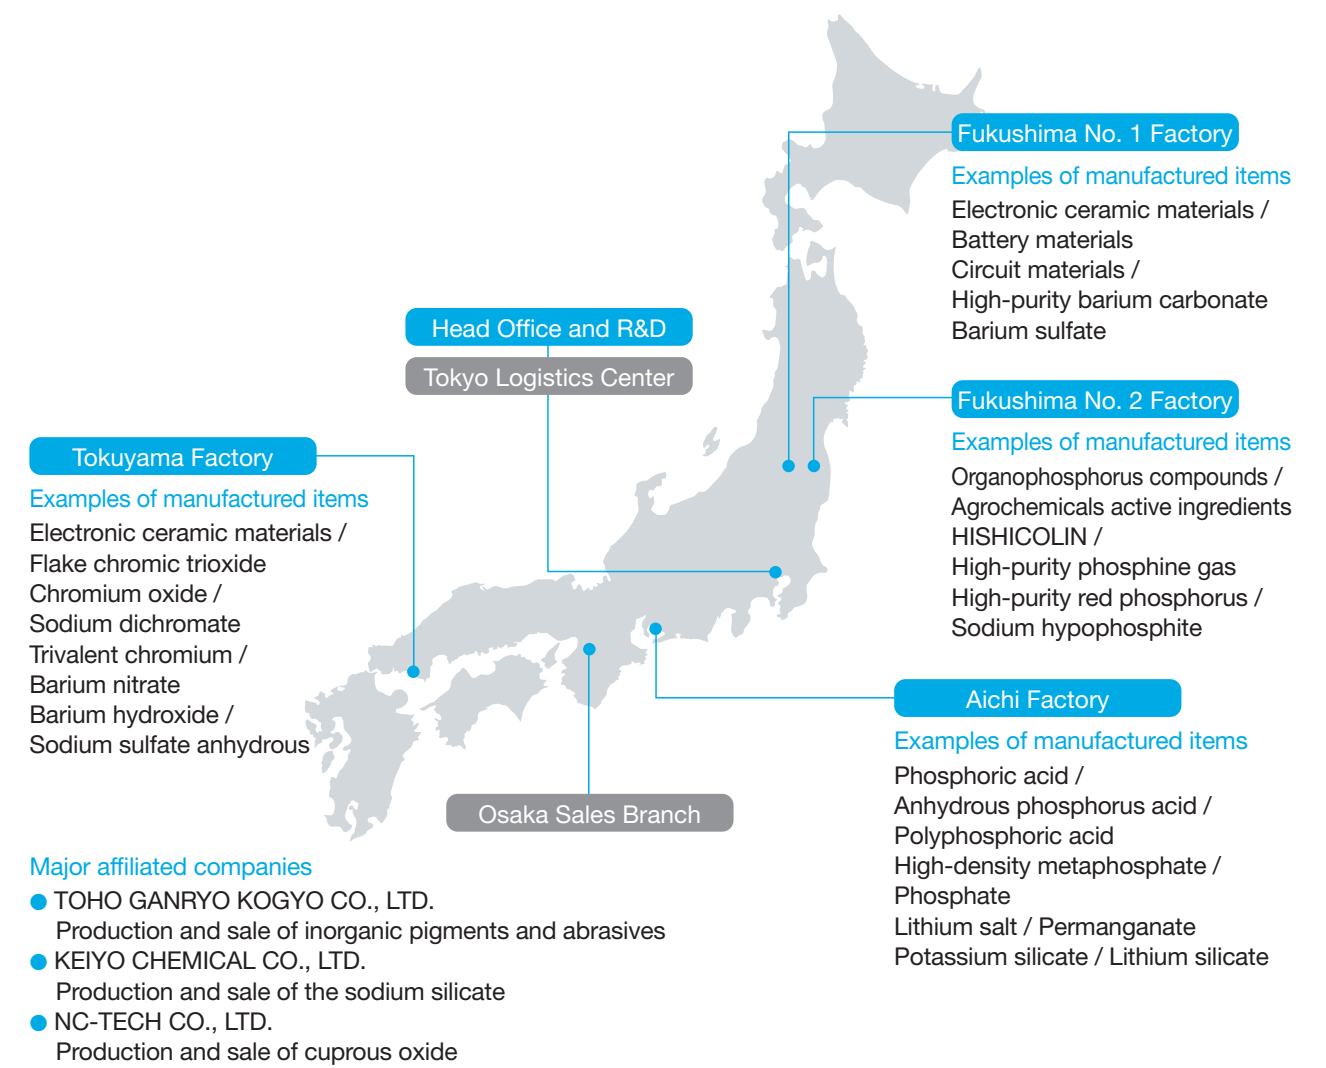 Fukushima No. 1 Factory
Examples of manufactured items
Electronic ceramic materials /
Battery materials
Circuit materials /
High-purity barium carbonate
Barium sulfate
Head Office and R&D
Tokyo Logistics Center
Fukushima No. 2 Factory
Examples of manufactured items
Organophosphorus compounds /
Agrochemicals active ingredients
HISHICOLIN /
High-purity phosphine gas
High-purity red phosphorus /
Sodium hypophosphite
Tokuyama Factory
Examples of manufactured items
Electronic ceramic materials /
Flake chromic trioxide
Chromium oxide /
Sodium dichromate
Trivalent chromium /
Barium nitrate
Barium hydroxide /
Sodium sulfate anhydrous
Aichi Factory
Examples of manufactured items
Phosphoric acid /
Anhydrous phosphorus acid /
Polyphosphoric acid
High-density metaphosphate /
Phosphate
Lithium salt / Permanganate
Potassium silicate / Lithium silicate
Osaka Sales Branch
Major affiliated companies
● TOHO GANRYO KOGYO CO., LTD.
Production and sale of inorganic pigments and abrasives
● KEIYO CHEMICAL CO., LTD.
Production and sale of the sodium silicate
● NC-TECH CO., LTD.
Production and sale of cuprous oxide